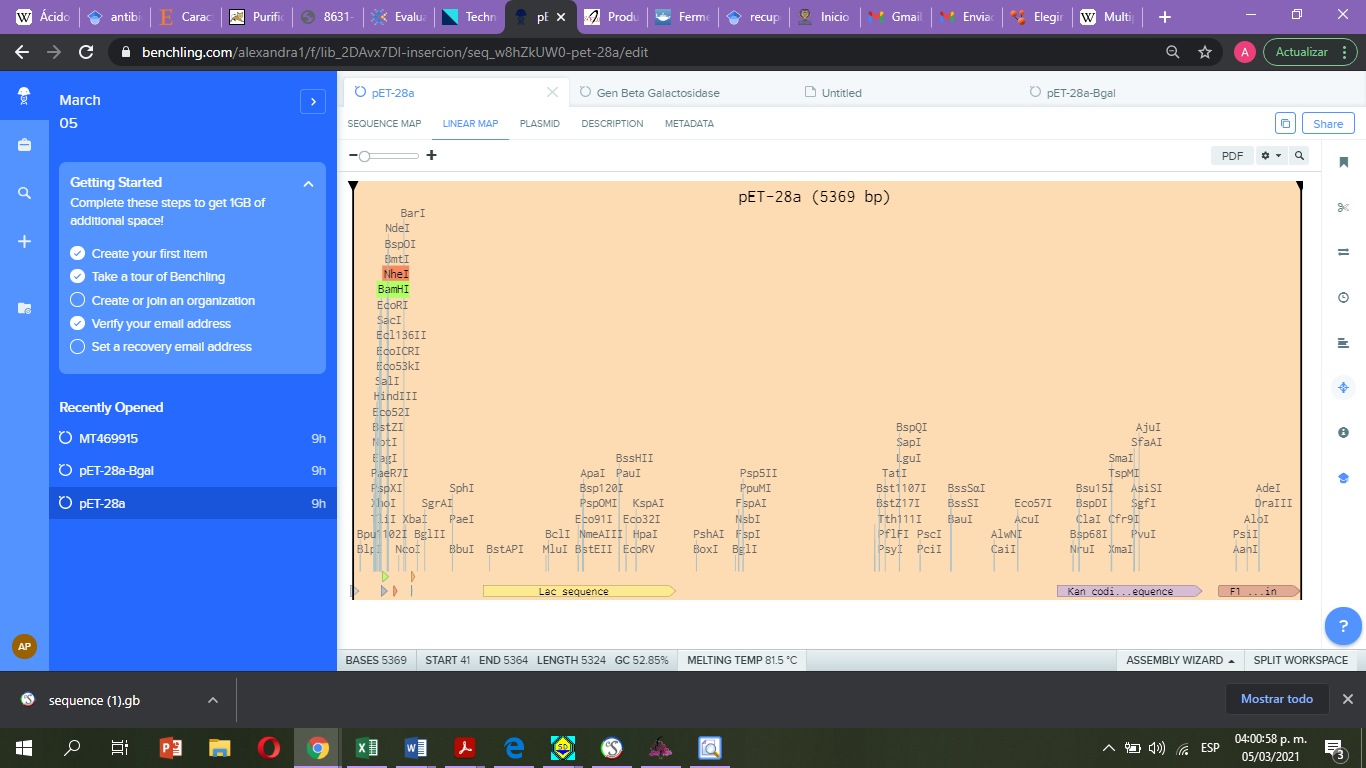 Ácido
antibi
Caract
Purific
8631-
Evalua
Techn
pE
Produ
Ferme
recup
Inicio
Gmail
Enviac
Elegir
Multip
benchling.com/alexandra1/f/lib_2DAvx7DI-insercion/seq_w8hZkUW0-pet-28a/edit
A
Actualizar
March
05
Getting Started
Complete these steps to get 1GB of
additional space!
Create your first item
Take a tour of Benchling
Create or join an organization
Verify your email address
Set a recovery email address
Recently Opened
MT469915 9h
pET-28a-Bgal 9h
pET-28a 9h
AP
pET-28a
Gen Beta Galactosidase
Untitled
pET-28a-Bgal
SEQUENCE MAP LINEAR MAP PLASMID DESCRIPTION METADATA
Share
PDF
pET-28a (5369 bp)
BarI
NdeI
BspOI
BmtI
NheI
BamHI
EcoRI
SacI
Ecl136II
EcoICRI
Eco53kI
SalI
HindIII
Eco52I
BstZI BspQI AjuI
NotI SapI SfaAI
EagI BssHII LguI SmaI
PaeR7I ApaI PauI Psp5II TatI TspMI
PspXI SphI Bsp120I PpuMI Bst1107I BssSαI Bsu15I AsiSI AdeI
XhoI SgrAI PspOMI KspAI FspAI BstZ17I BssSI Eco57I BspDI SgfI DraIII
TliI XbaI PaeI Eco91I Eco32I NsbI Tth111I BauI AcuI ClaI Cfr9I AloI
Bpu1102I BglII BclI NmeAIII HpaI PshAI FspI PflFI PscI AlwNI Bsp68I PvuI PsiI
BlpI NcoI BbuI BstAPI MluI BstEII EcoRV BoxI BglI PsyI PciI CaiI NruI XmaI AanI
Lac sequence
Kan codi...equence
F1 ...in
?
BASES 5369 START 41 END 5364 LENGTH 5324 GC 52.85% MELTING TEMP 81.5 °C
ASSEMBLY WIZARD SPLIT WORKSPACE
sequence (1).gb
Mostrar todo
ESP
04:00:58 p. m.
05/03/2021
3